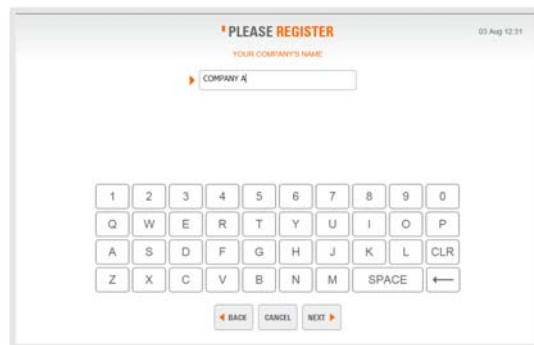 PLEASE REGISTER
03 Aug 12:31
YOUR COMPANY'S NAME
COMPANY A
1 2 3 4 5 6 7 8 9 0
Q W E R T Y U I O P
A S D F G H J K L CLR
Z X C V B N M SPACE ←
BACK CANCEL NEXT